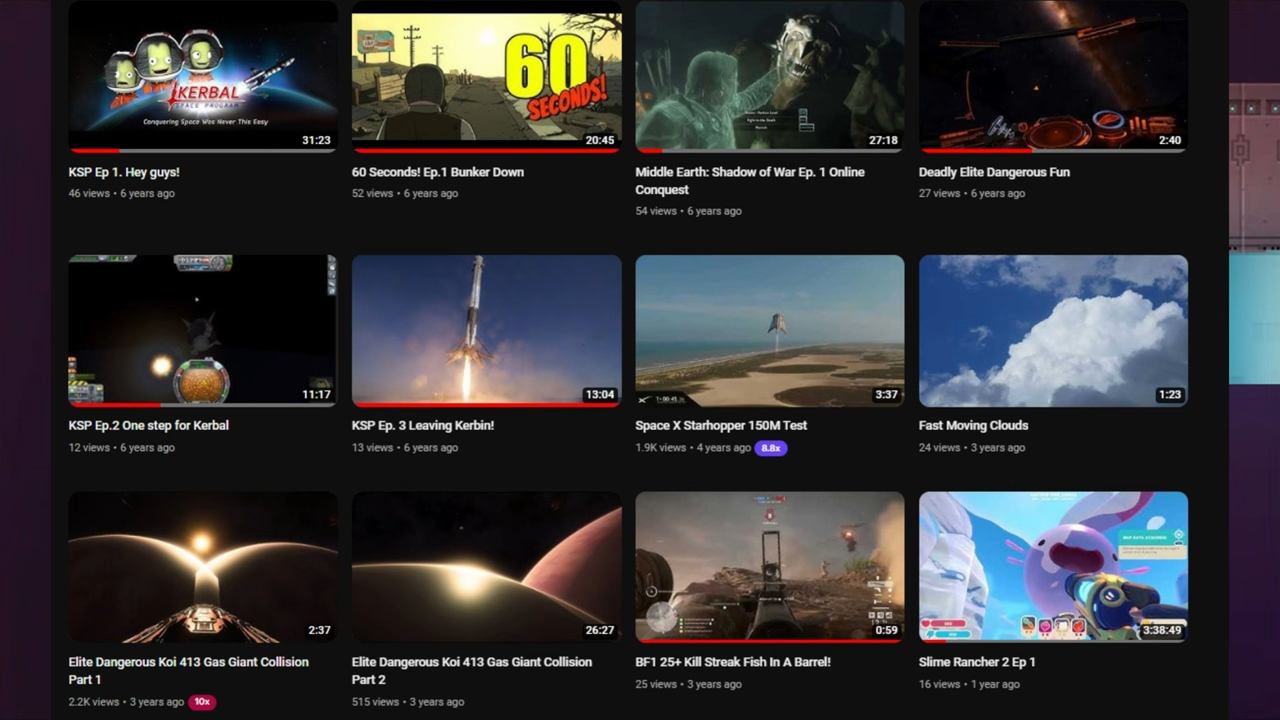 KERBAL
SPACE PROGRAM
Conquering Space Was Never This Easy
31:23
60
SECONDS!
20:45
27:18
2:40
KSP Ep 1. Hey guys!
46 views • 6 years ago
60 Seconds! Ep.1 Bunker Down
52 views • 6 years ago
Middle Earth: Shadow of War Ep. 1 Online
Conquest
54 views • 6 years ago
Deadly Elite Dangerous Fun
27 views • 6 years ago
11:17
13:04
3:37
1:23
KSP Ep.2 One step for Kerbal
12 views • 6 years ago
KSP Ep. 3 Leaving Kerbin!
13 views • 6 years ago
Space X Starhopper 150M Test
1.9K views • 4 years ago 8.8x
Fast Moving Clouds
24 views • 3 years ago
2:37
26:27
0:59
3:38:49
Elite Dangerous Koi 413 Gas Giant Collision
Part 1
2.2K views • 3 years ago 10x
Elite Dangerous Koi 413 Gas Giant Collision
Part 2
515 views • 3 years ago
BF1 25+ Kill Streak Fish In A Barrel!
25 views • 3 years ago
Slime Rancher 2 Ep 1
16 views • 1 year ago